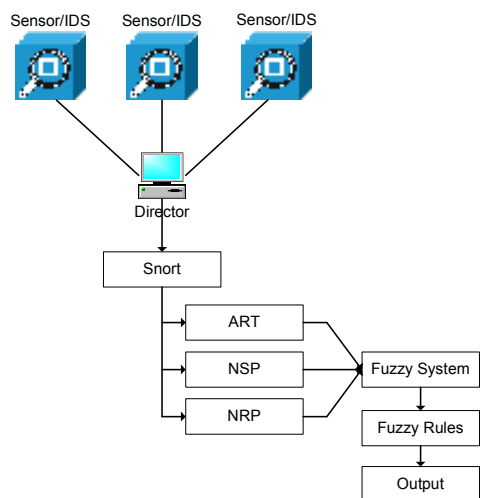 Sensor/IDS
Sensor/IDS
Sensor/IDS
Director
Snort
ART
NSP
Fuzzy System
NRP
Fuzzy Rules
Output